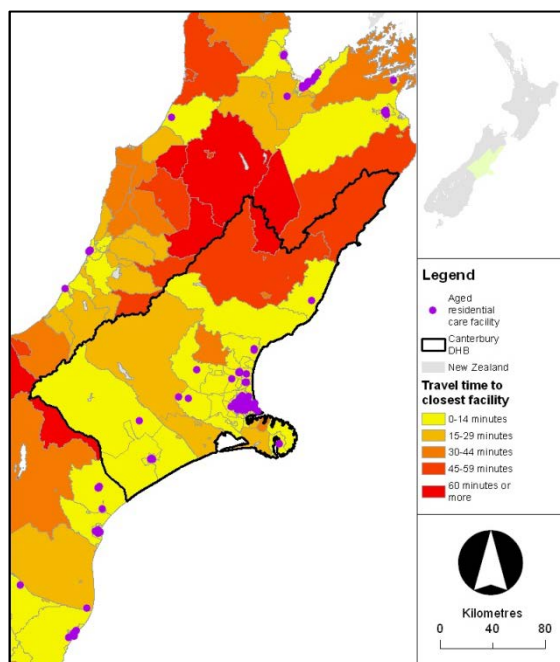 Legend
Aged
residential
care facility
Canterbury
DHB
New Zealand
Travel time to
closest facility
0-14 minutes
15-29 minutes
30-44 minutes
45-59 minutes
60 minutes or
more
Kilometres
0 40 80